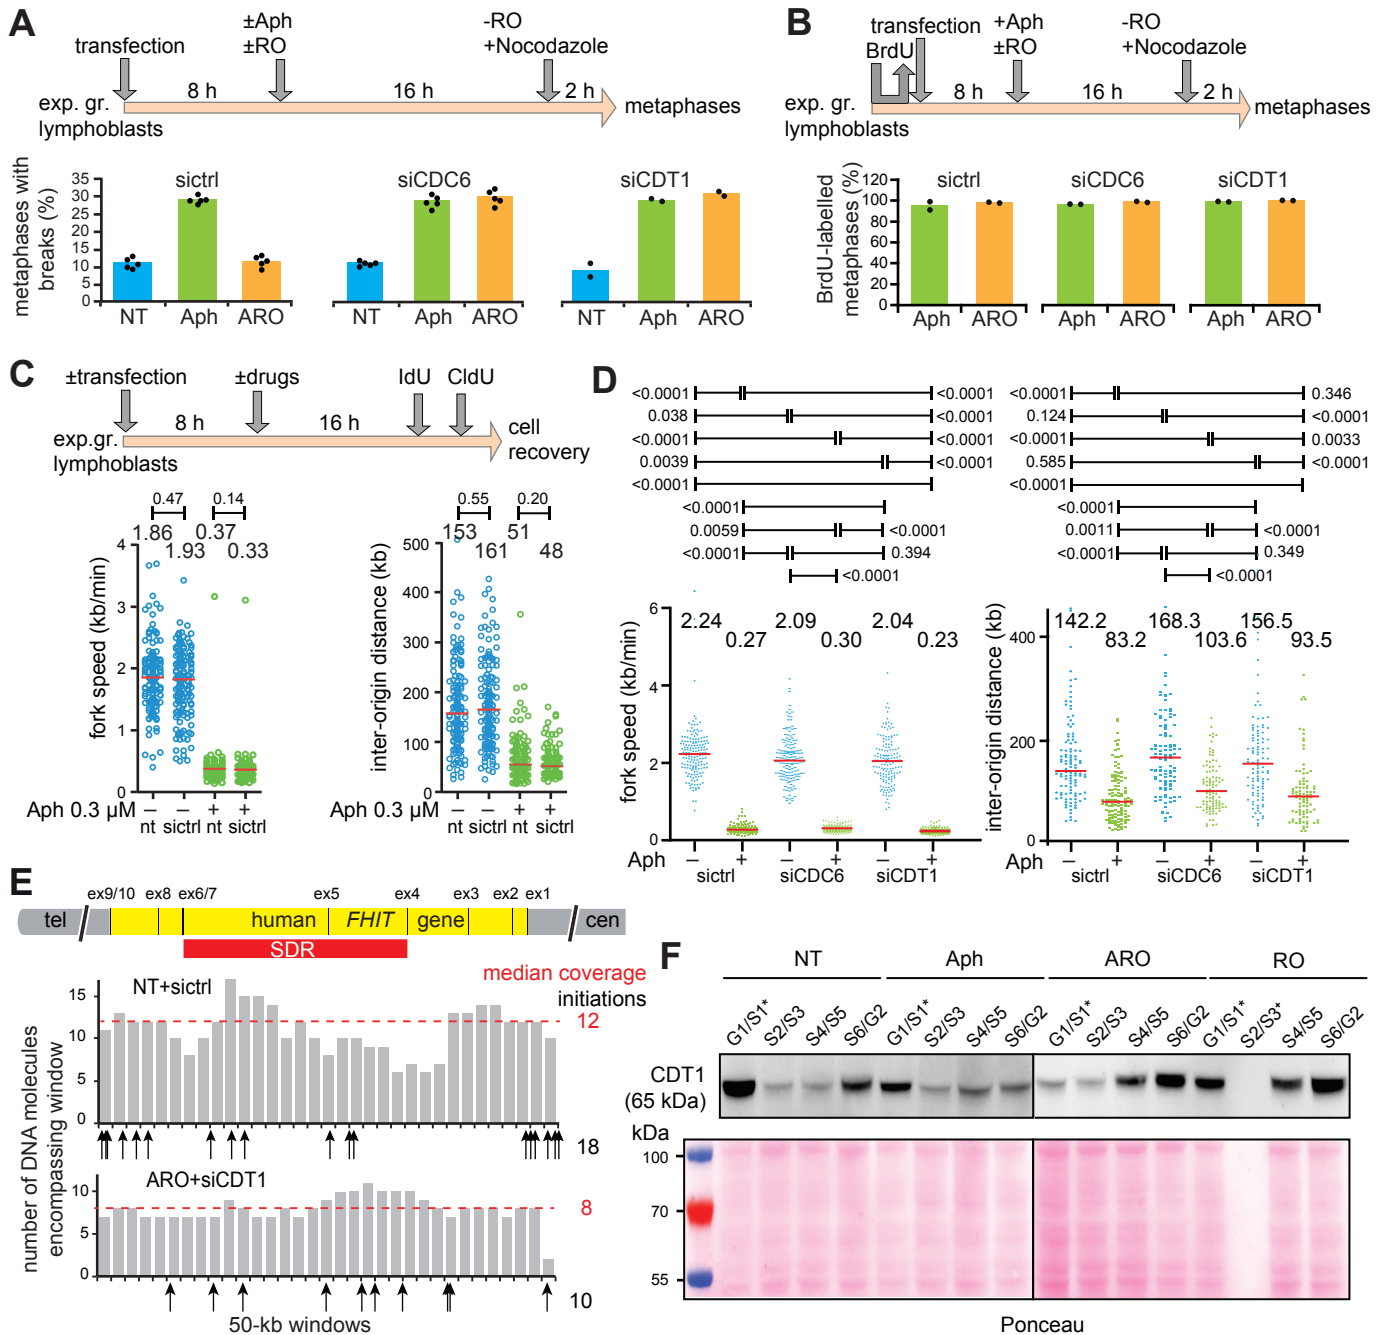 A
transfection
±Aph
±RO
-RO
+Nocodazole
8 h
16 h
2 h
exp. gr.
lymphoblasts
metaphases
metaphases with
breaks (%)
35
30
25
20
15
10
5
0
sictrl
siCDC6
siCDT1
NT Aph ARO
NT Aph ARO
NT Aph ARO
B
transfection
BrdU
+Aph
±RO
-RO
+Nocodazole
8 h
16 h
2 h
exp. gr.
lymphoblasts
metaphases
BrdU-labelled
metaphases (%)
120
100
80
60
40
20
0
sictrl
siCDC6
siCDT1
Aph ARO
Aph ARO
Aph ARO
C
±transfection
±drugs
IdU
CldU
8 h
16 h
exp.gr.
lymphoblasts
cell
recovery
0.47
0.14
1.86
1.93
0.37
0.33
fork speed (kb/min)
4
3
2
1
0
Aph 0.3 µM
– – + +
nt sictrl nt sictrl
0.55
0.20
153
161
51
48
inter-origin distance (kb)
500
400
300
200
100
0
Aph 0.3 µM
– – + +
nt sictrl nt sictrl
D
<0.0001 <0.0001
0.038 <0.0001
<0.0001 <0.0001
0.0039 <0.0001
<0.0001
<0.0001
0.0059 <0.0001
<0.0001 0.394
<0.0001
fork speed (kb/min)
6
4
2
0
2.24
0.27
2.09
0.30
2.04
0.23
Aph
– + – + – +
sictrl siCDC6 siCDT1
<0.0001 0.346
0.124 <0.0001
<0.0001 0.0033
0.585 <0.0001
<0.0001
<0.0001
0.0011 <0.0001
<0.0001 0.349
<0.0001
inter-origin distance (kb)
400
200
0
142.2
83.2
168.3
103.6
156.5
93.5
Aph
– + – + – +
sictrl siCDC6 siCDT1
E
ex9/10 ex8 ex6/7 ex5 ex4 ex3 ex2 ex1
tel human FHIT gene cen
SDR
median coverage
initiations
number of DNA molecules
encompassing window
NT+sictrl
15
10
5
0
12
18
ARO+siCDT1
10
5
0
8
10
50-kb windows
F
NT Aph ARO RO
G1/S1* S2/S3 S4/S5 S6/G2 G1/S1* S2/S3 S4/S5 S6/G2 G1/S1* S2/S3 S4/S5 S6/G2 G1/S1* S2/S3+ S4/S5 S6/G2
CDT1
(65 kDa)
kDa
100
70
55
Ponceau